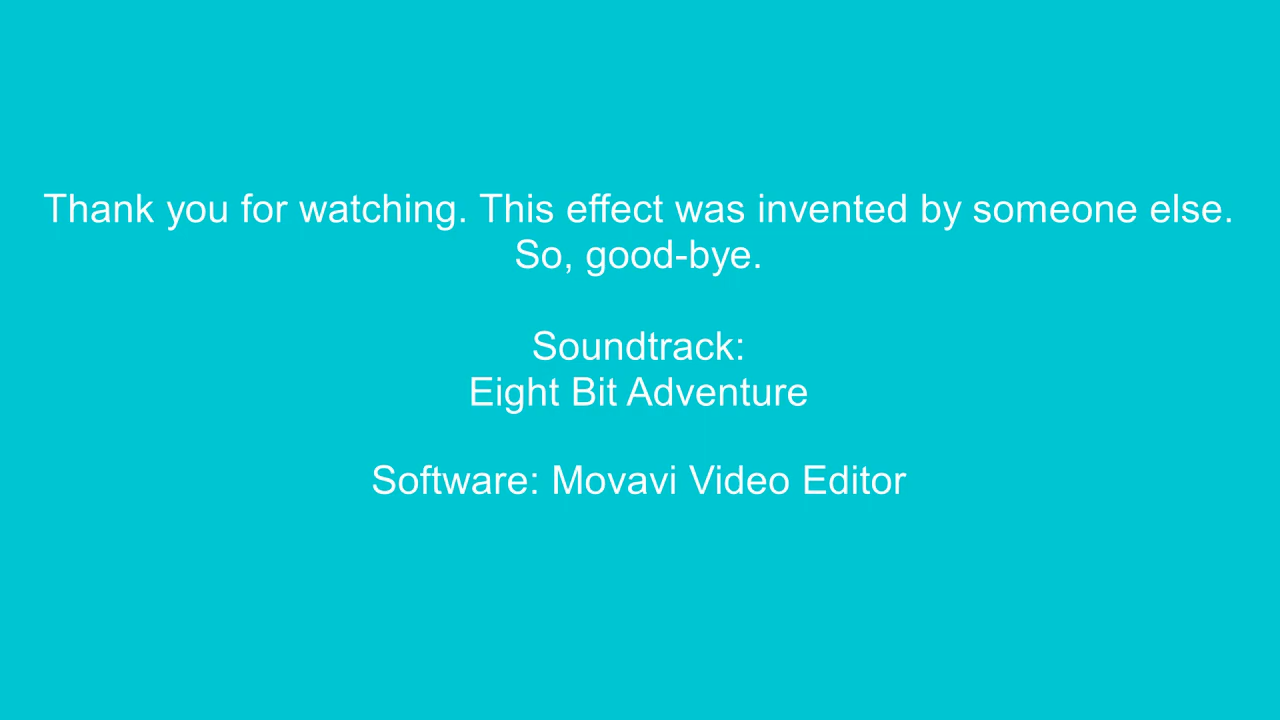 Thank you for watching. This effect was invented by someone else.
So, good-bye.
Soundtrack:
Eight Bit Adventure
Software: Movavi Video Editor